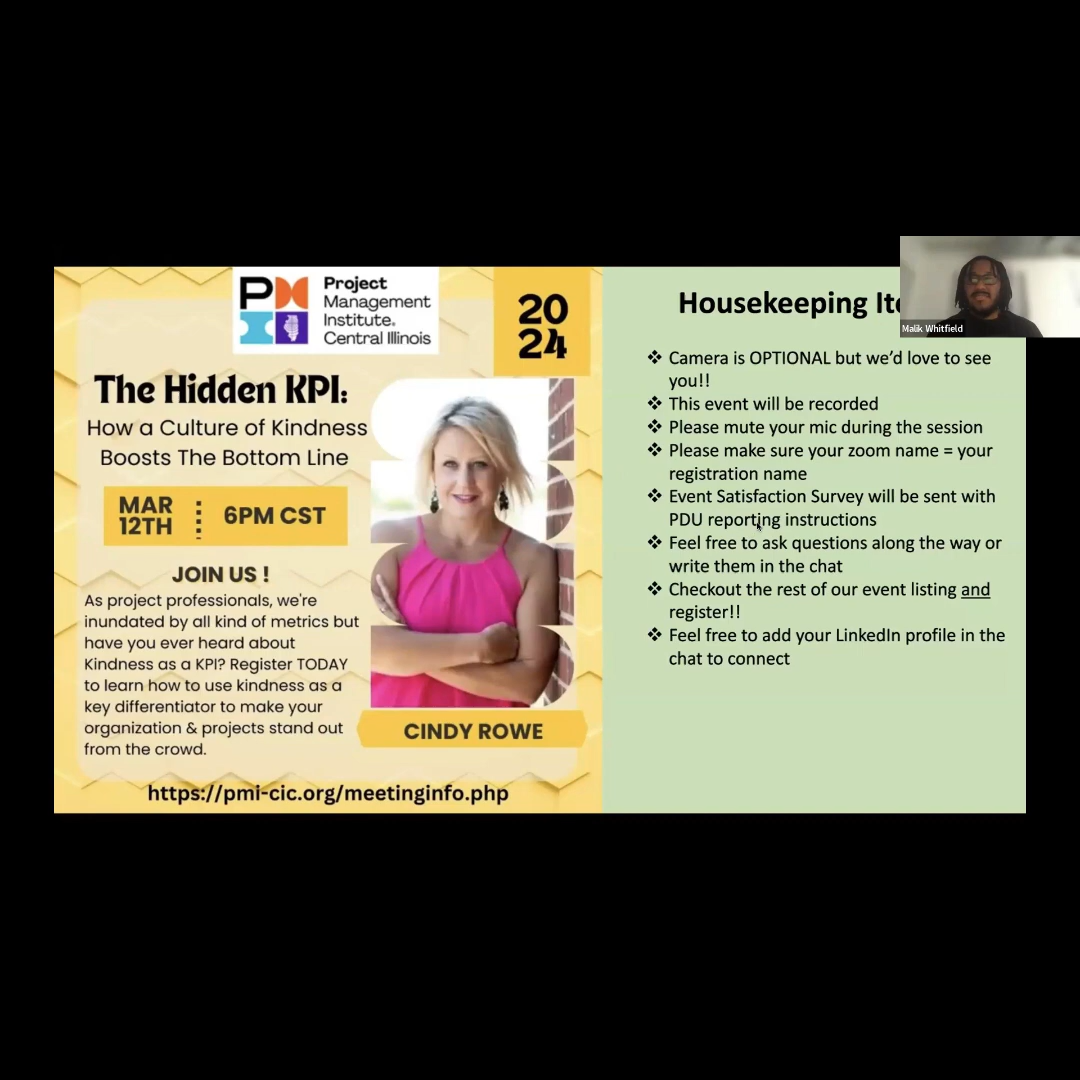 PM
Project
Management
Institute.
Central Illinois
20
24
The Hidden KPI:
How a Culture of Kindness
Boosts The Bottom Line
MAR
12TH
6PM CST
JOIN US !
As project professionals, we're
inundated by all kind of metrics but
have you ever heard about
Kindness as a KPI? Register TODAY
to learn how to use kindness as a
key differentiator to make your
organization & projects stand out
from the crowd.
CINDY ROWE
https://pmi-cic.org/meetinginfo.php
Housekeeping
Malik Whitfield
❖ Camera is OPTIONAL but we’d love to see
you!!
❖ This event will be recorded
❖ Please mute your mic during the session
❖ Please make sure your zoom name = your
registration name
❖ Event Satisfaction Survey will be sent with
PDU reporting instructions
❖ Feel free to ask questions along the way or
write them in the chat
❖ Checkout the rest of our event listing and
register!!
❖ Feel free to add your LinkedIn profile in the
chat to connect